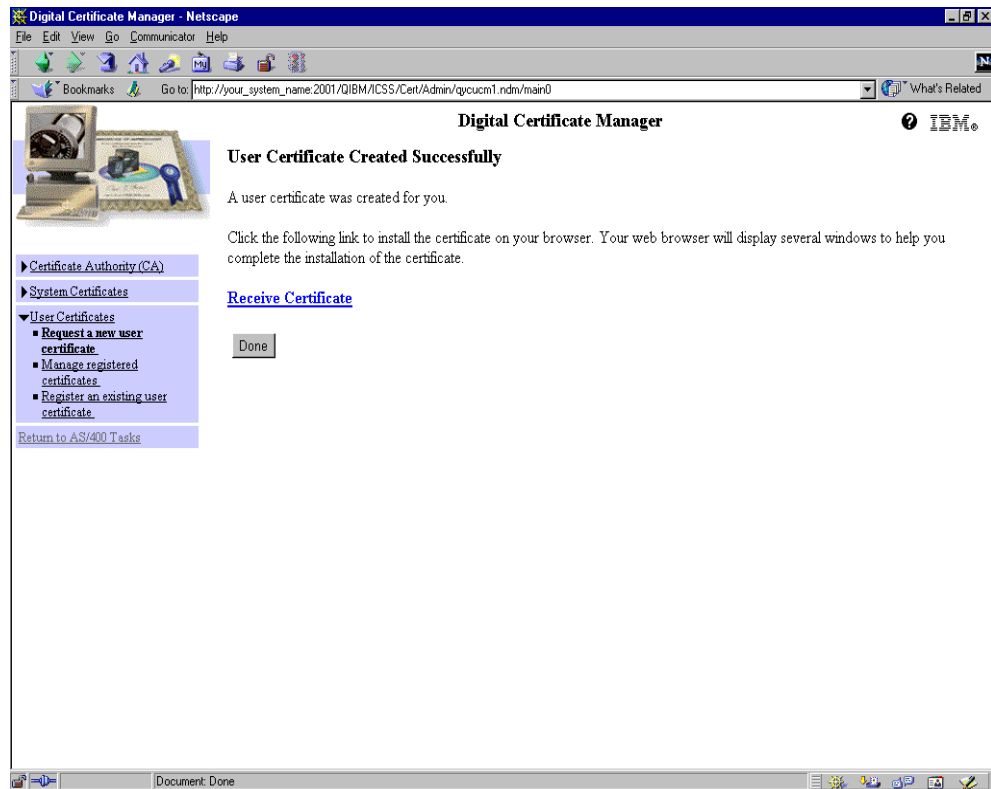 Digital Certificate Manager - Netscape
File Edit View Go Communicator Help
My
N
Bookmarks Go to: http://your_system_name:2001/QIBM/ICSS/Cert/Admin/qycucm1.ndm/main0 What's Related
Digital Certificate Manager
? IBM®
User Certificate Created Successfully
A user certificate was created for you.
Click the following link to install the certificate on your browser. Your web browser will display several windows to help you
complete the installation of the certificate.
Receive Certificate
Done
Certificate Authority (CA)
System Certificates
User Certificates
Request a new user
certificate
Manage registered
certificates
Register an existing user
certificate
Return to AS/400 Tasks
Document: Done